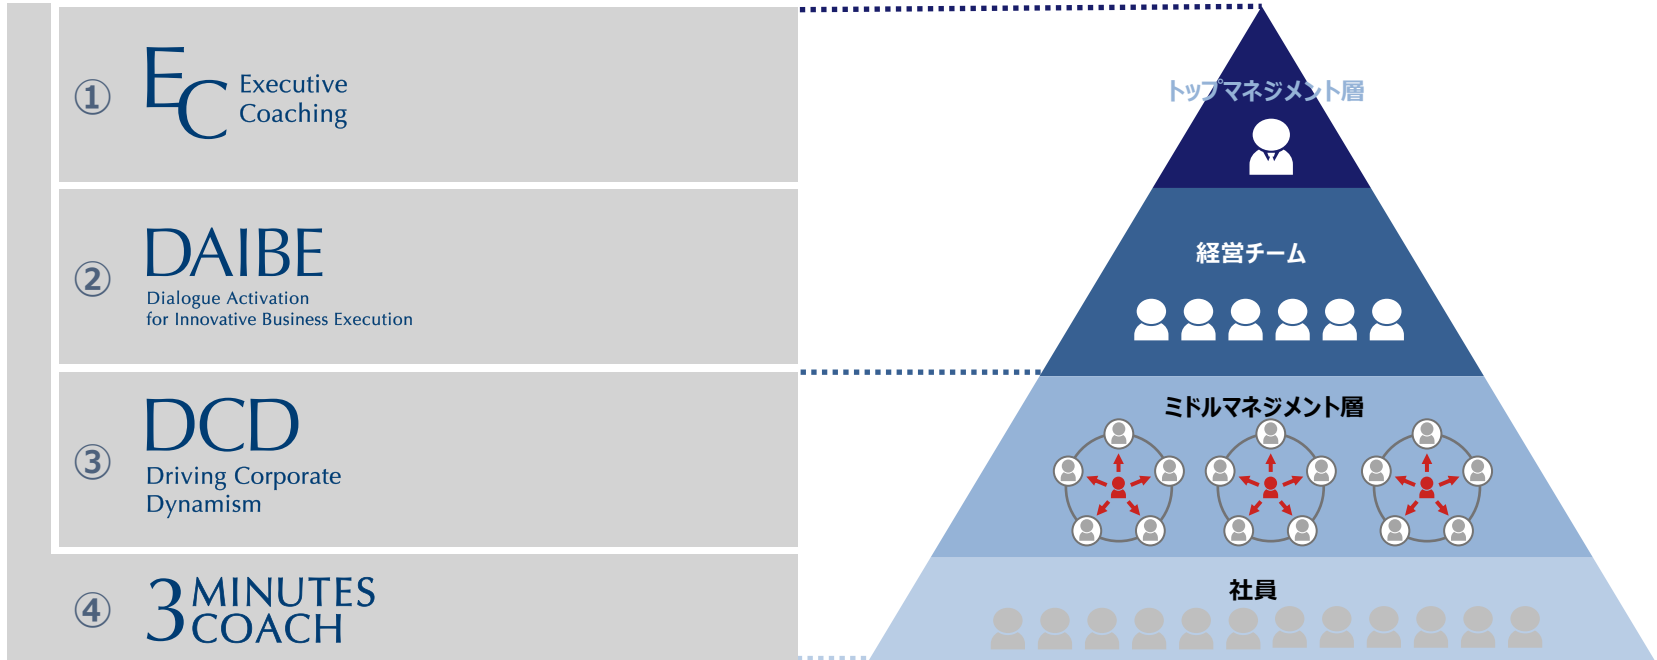 ①
EC
Executive
Coaching
②
DAIBE
Dialogue Activation
for Innovative Business Execution
③
DCD
Driving Corporate
Dynamism
④
3 MINUTES
COACH
トップマネジメント層
経営チーム
ミドルマネジメント層
社員